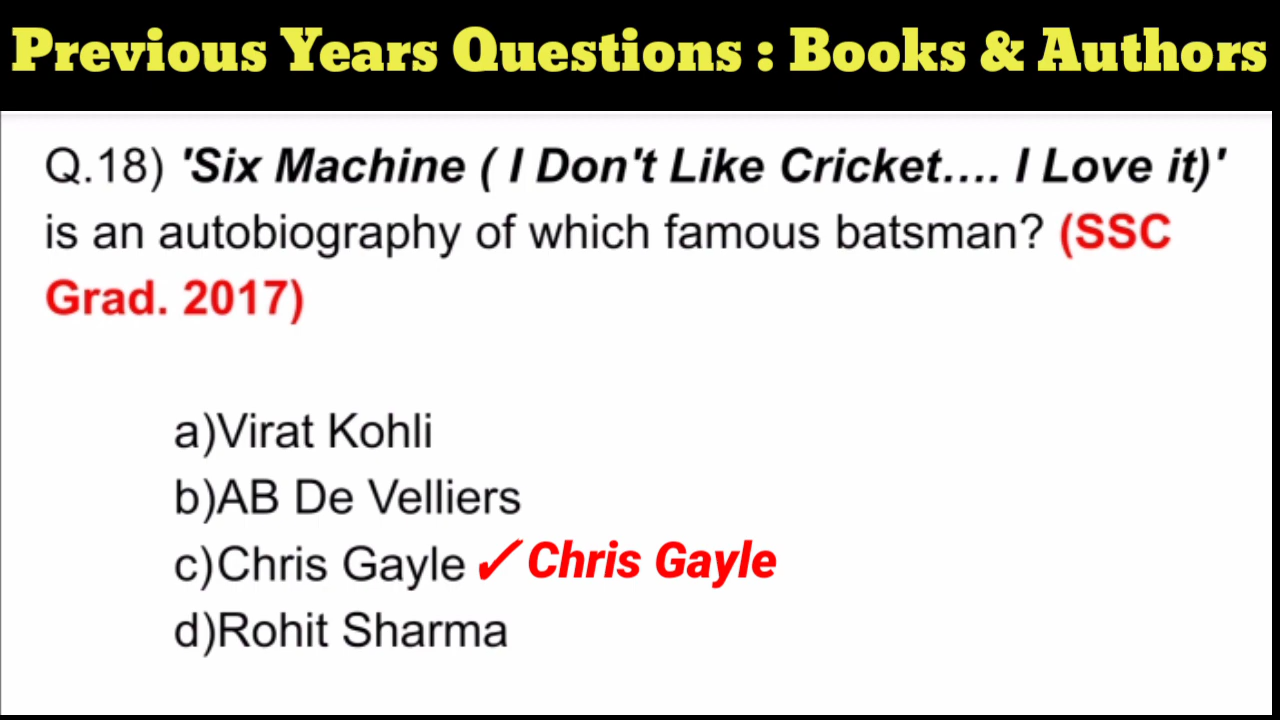 Previous Years Questions : Books & Authors
Q.18) 'Six Machine ( I Don't Like Cricket.... I Love it)'
is an autobiography of which famous batsman? (SSC
Grad. 2017)
a)Virat Kohli
b)AB De Velliers
c)Chris Gayle ✓ Chris Gayle
d)Rohit Sharma